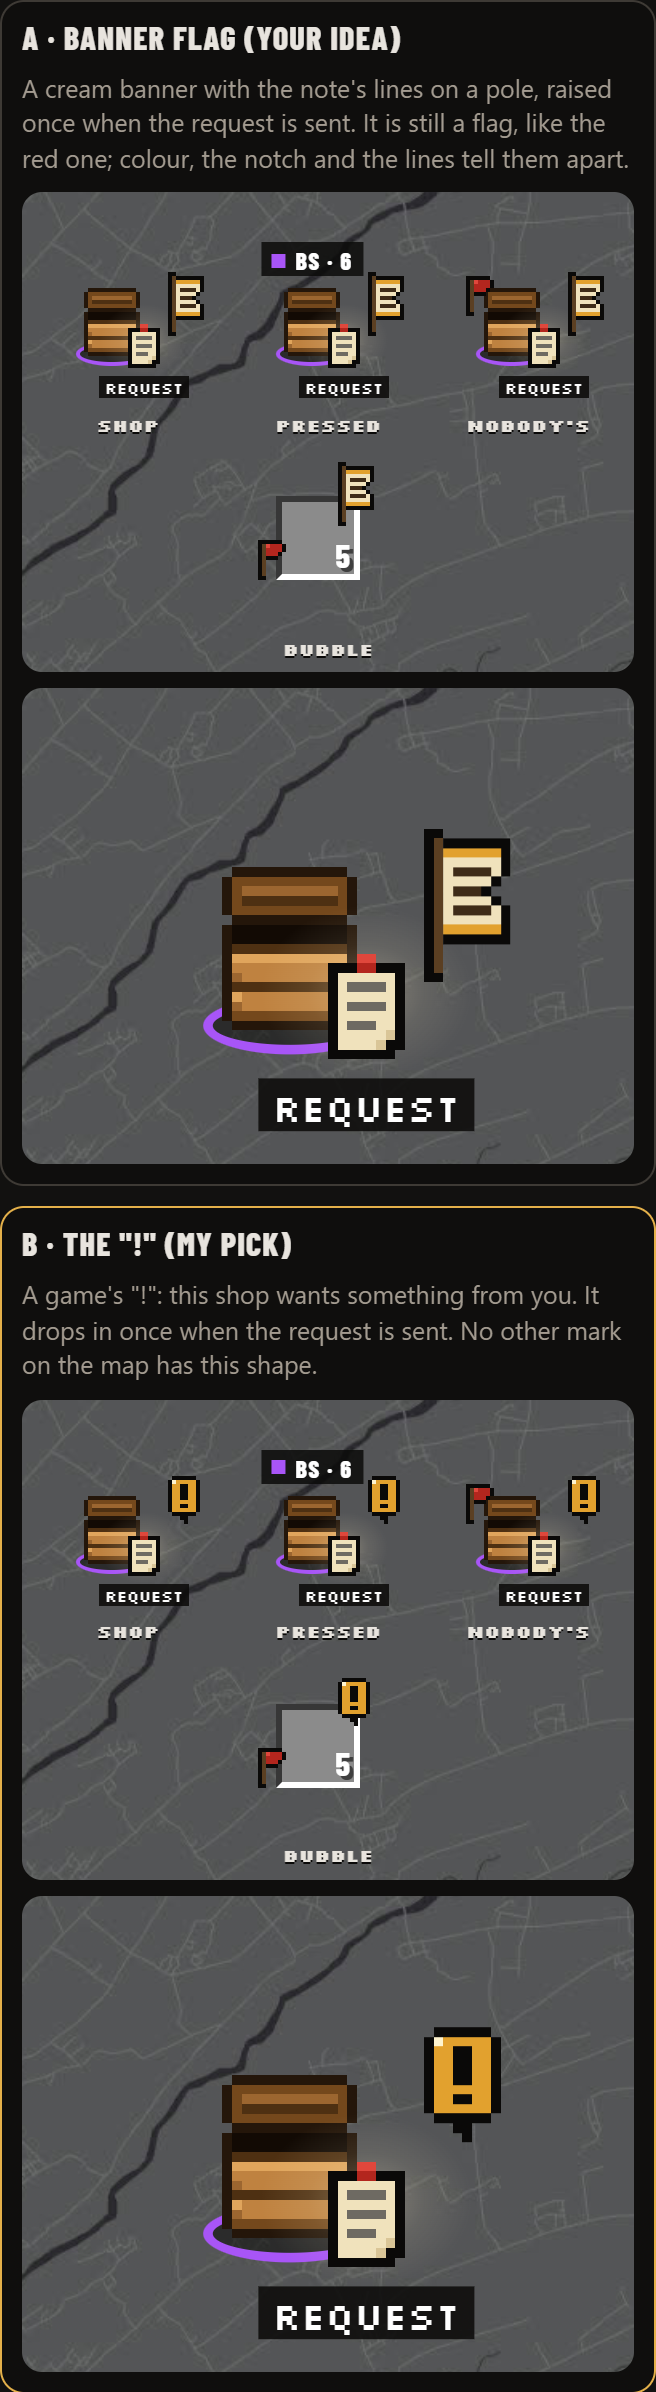 A · BANNER FLAG (YOUR IDEA)
A cream banner with the note's lines on a pole, raised
once when the request is sent. It is still a flag, like the
red one; colour, the notch and the lines tell them apart.
BS · 6
REQUEST REQUEST REQUEST
SHOP PRESSED NOBODY'S
5
BUBBLE
REQUEST
B · THE "!" (MY PICK)
A game's "!": this shop wants something from you. It
drops in once when the request is sent. No other mark
on the map has this shape.
BS · 6
! ! !
REQUEST REQUEST REQUEST
SHOP PRESSED NOBODY'S
!
5
BUBBLE
!
REQUEST